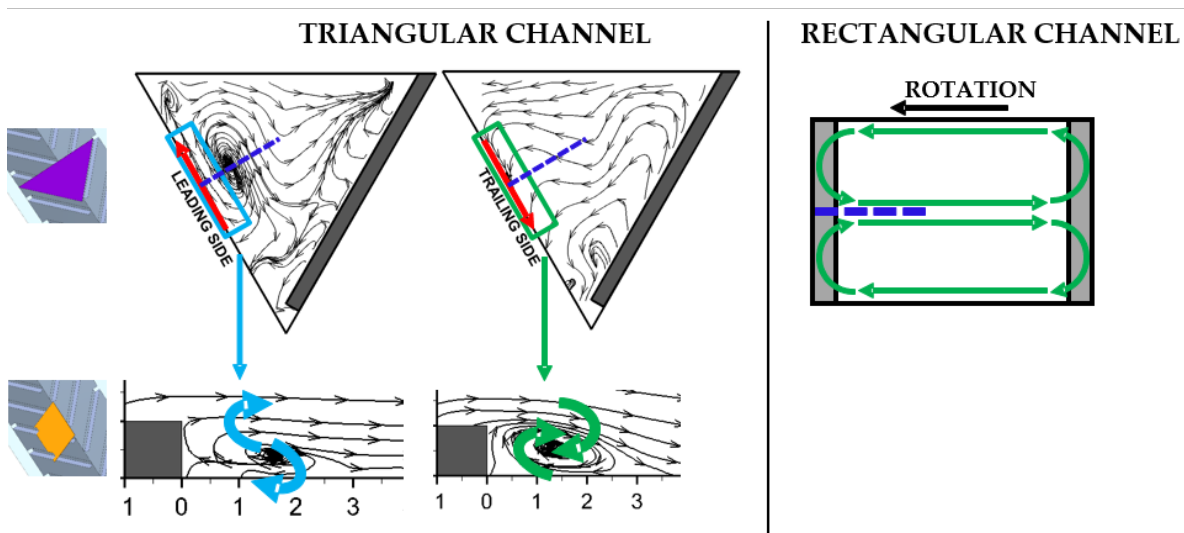 TRIANGULAR CHANNEL
RECTANGULAR CHANNEL
LEADING SIDE
TRAILING SIDE
ROTATION
1 0 1 2 3
1 0 1 2 3